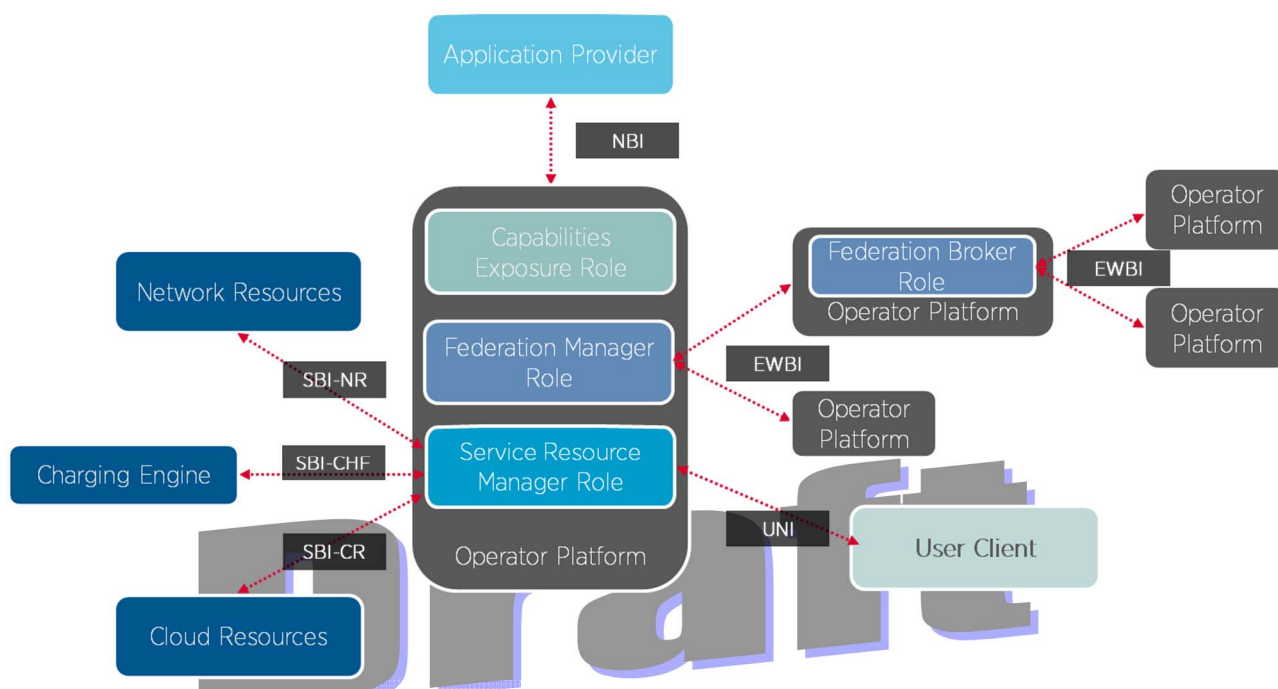 Application Provider
NBI
Capabilities
Exposure Role
Operator
Platform
Federation Broker
Role
Operator Platform
EWBI
Operator
Platform
Network Resources
Federation Manager
Role
SBI-NR
EWBI
Operator
Platform
Service Resource
Manager Role
SBI-CHF
Charging Engine
UNI
User Client
SBI-CR
Operator Platform
Cloud Resources
Draft